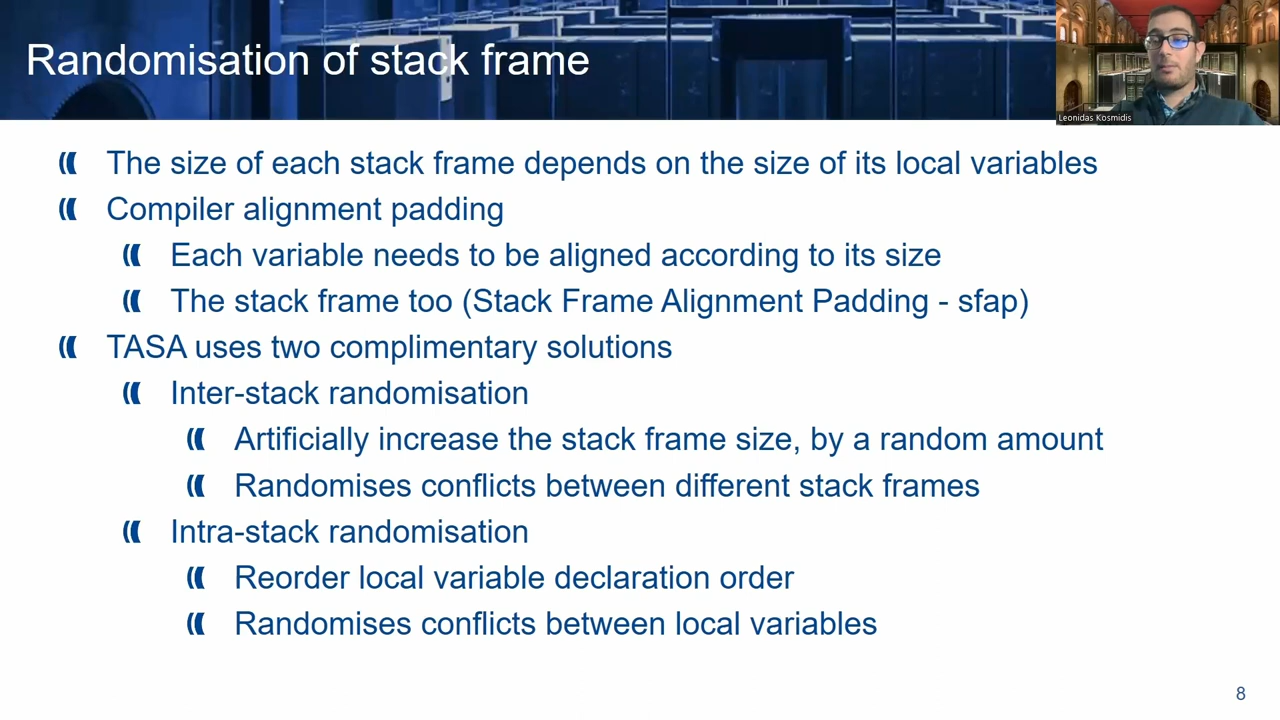 Randomisation of stack frame
Leonidas Kosmidis
The size of each stack frame depends on the size of its local variables
Compiler alignment padding
Each variable needs to be aligned according to its size
The stack frame too (Stack Frame Alignment Padding - sfap)
TASA uses two complimentary solutions
Inter-stack randomisation
Artificially increase the stack frame size, by a random amount
Randomises conflicts between different stack frames
Intra-stack randomisation
Reorder local variable declaration order
Randomises conflicts between local variables
8